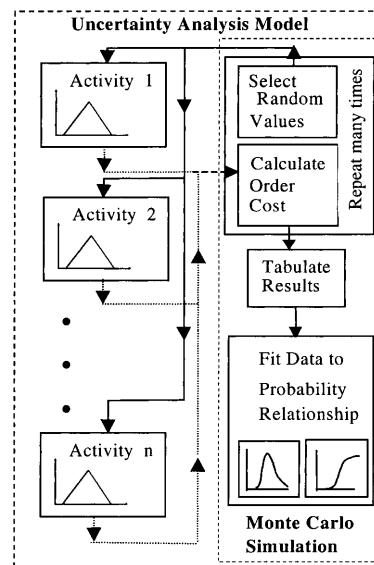 Uncertainty Analysis Model
Activity 1
Activity 2
Activity n
Select
Random
Values
Calculate
Order
Cost
Repeat many times
Tabulate
Results
Fit Data to
Probability
Relationship
Monte Carlo
Simulation